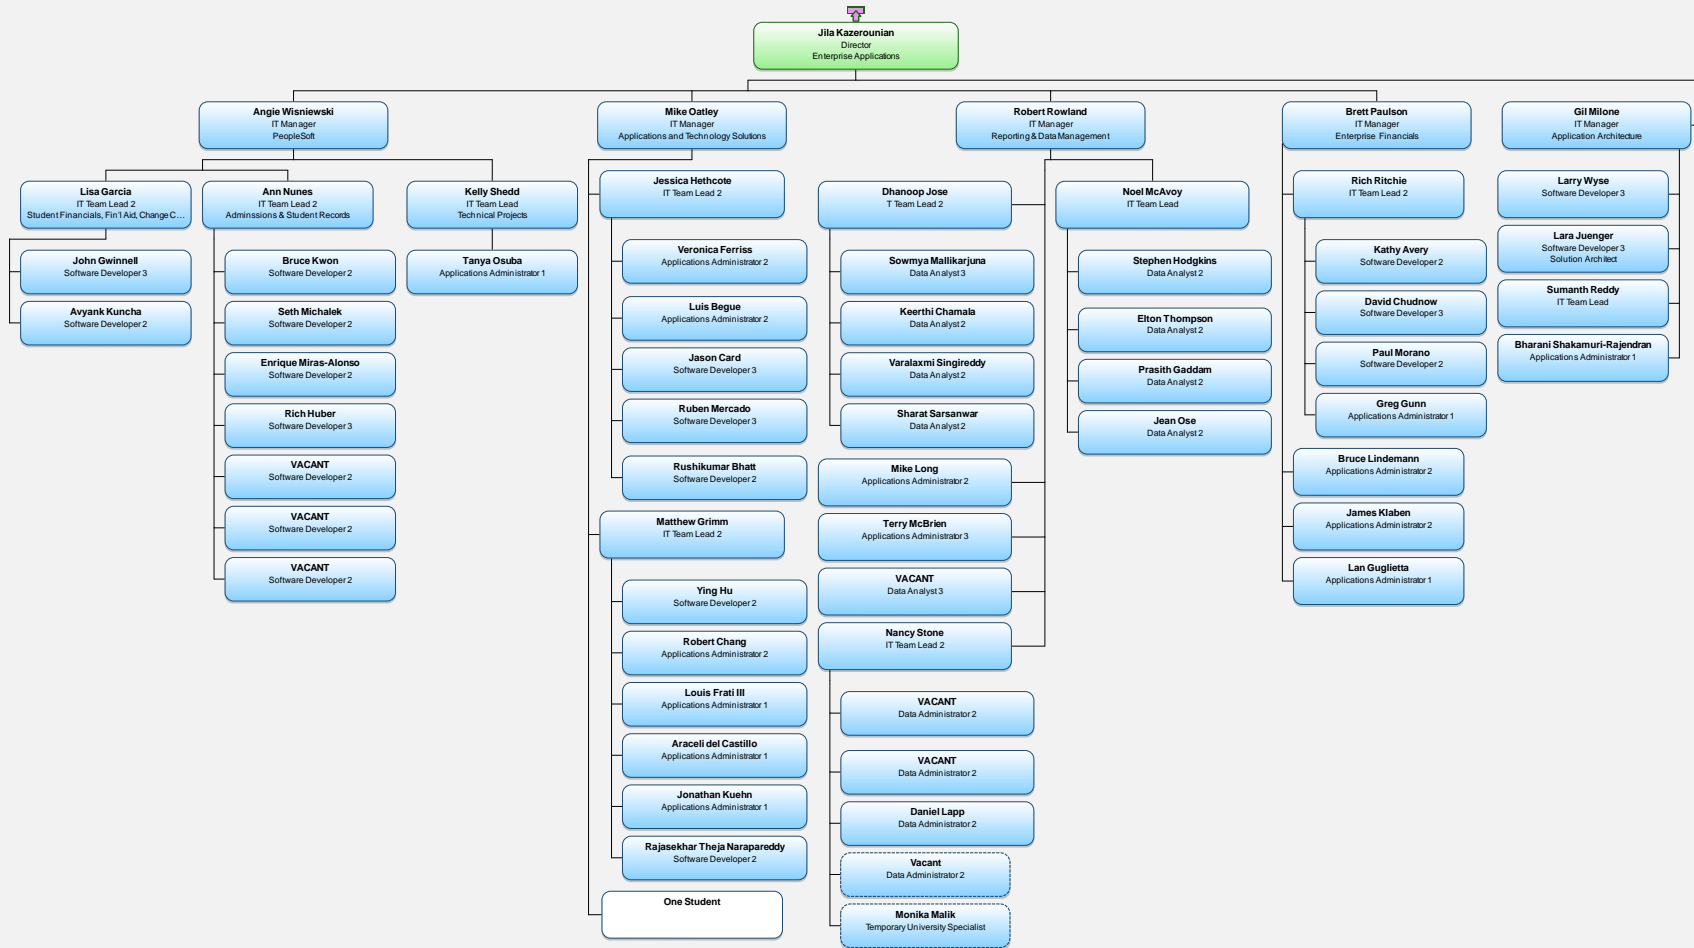 Jila Kazerounian
Director
Enterprise Applications
Angie Wisniewski
IT Manager
PeopleSoft
Lisa Garcia
IT Team Lead 2
Student Financials, Fin'l Aid, Change C...
John Gwinnell
Software Developer 3
Avyank Kuncha
Software Developer 2
Ann Nunes
IT Team Lead 2
Adminssions & Student Records
Bruce Kwon
Software Developer 2
Seth Michalek
Software Developer 2
Enrique Miras-Alonso
Software Developer 2
Rich Huber
Software Developer 3
VACANT
Software Developer 2
VACANT
Software Developer 2
VACANT
Software Developer 2
Kelly Shedd
IT Team Lead
Technical Projects
Tanya Osuba
Applications Administrator 1
Mike Oatley
IT Manager
Applications and Technology Solutions
Jessica Hethcote
IT Team Lead 2
Veronica Ferriss
Applications Administrator 2
Luis Begue
Applications Administrator 2
Jason Card
Software Developer 3
Ruben Mercado
Software Developer 3
Rushikumar Bhatt
Software Developer 2
Matthew Grimm
IT Team Lead 2
Ying Hu
Software Developer 2
Robert Chang
Applications Administrator 2
Louis Frati III
Applications Administrator 1
Araceli del Castillo
Applications Administrator 1
Jonathan Kuehn
Applications Administrator 1
Rajasekhar Theja Narapareddy
Software Developer 2
One Student
Robert Rowland
IT Manager
Reporting & Data Management
Dhanoop Jose
T Team Lead 2
Sowmya Mallikarjuna
Data Analyst 3
Keerthi Chamala
Data Analyst 2
Varalaxmi Singireddy
Data Analyst 2
Sharat Sarsanwar
Data Analyst 2
Mike Long
Applications Administrator 2
Terry McBrien
Applications Administrator 3
VACANT
Data Analyst 3
Nancy Stone
IT Team Lead 2
VACANT
Data Administrator 2
VACANT
Data Administrator 2
Daniel Lapp
Data Administrator 2
Vacant
Data Administrator 2
Monika Malik
Temporary University Specialist
Noel McAvoy
IT Team Lead
Stephen Hodgkins
Data Analyst 2
Elton Thompson
Data Analyst 2
Prasith Gaddam
Data Analyst 2
Jean Ose
Data Analyst 2
Brett Paulson
IT Manager
Enterprise Financials
Rich Ritchie
IT Team Lead 2
Kathy Avery
Software Developer 2
David Chudnow
Software Developer 3
Paul Morano
Software Developer 2
Greg Gunn
Applications Administrator 1
Bruce Lindemann
Applications Administrator 2
James Klaben
Applications Administrator 2
Lan Guglietta
Applications Administrator 1
Gil Milone
IT Manager
Application Architecture
Larry Wyse
Software Developer 3
Lara Juenger
Software Developer 3
Solution Architect
Sumanth Reddy
IT Team Lead
Bharani Shakamuri-Rajendran
Applications Administrator 1